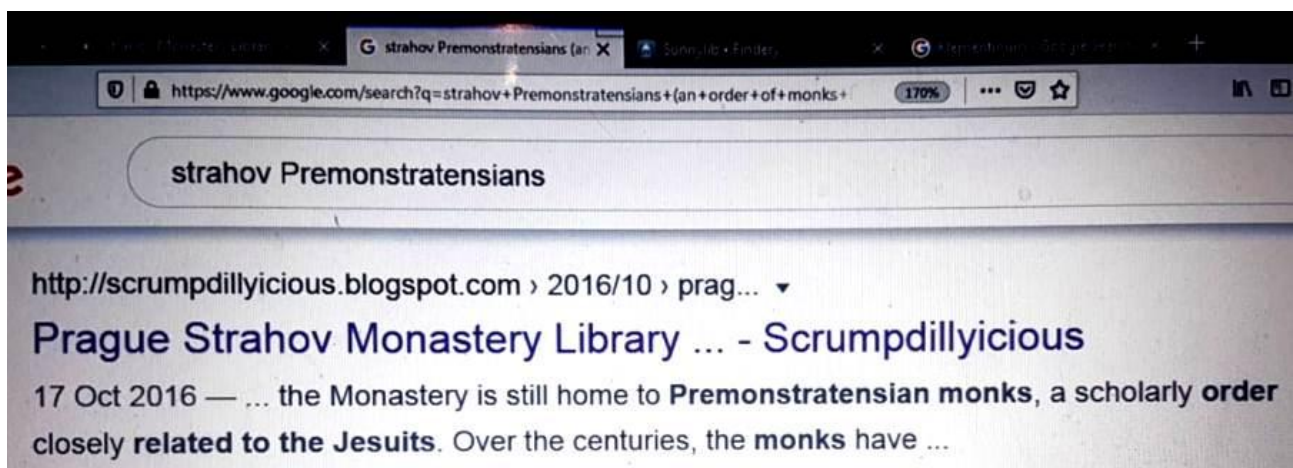 G strahov Premonstratensians (an X
https://www.google.com/search?q=strahov+Premonstratensians+(an+order+of+monks+ 170%
strahov Premonstratensians
http://scrumpdillyicious.blogspot.com › 2016/10 › prag...
Prague Strahov Monastery Library ... - Scrumpdillyicious
17 Oct 2016 — ... the Monastery is still home to Premonstratensian monks, a scholarly order
closely related to the Jesuits. Over the centuries, the monks have ...